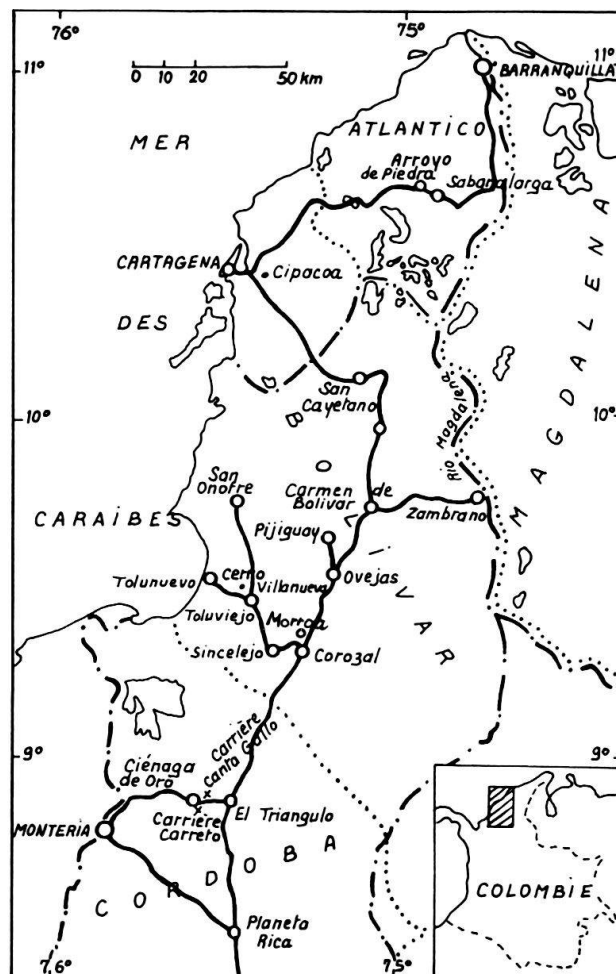 76°
75°
11°
11°
0 10 20 50 km
BARRANQUILLA
MER
ATLANTICO
Arroyo
de Piedra
Sabanalarga
CARTAGENA
Cipacoa
DES
MAGDALENA
San
Cayetano
10°
10°
Rio Magdalena
San
Onofre
Carmen de
Bolivar
Zambrano
CARAÏBES
Pijiguay
BOLIVAR
Ovejas
Tolunuevo
Cerro
Villanueva
Toluviejo
Morroa
Sincelejo
Corozal
9°
9°
Carrière
Canta Gallo
Ciénaga
de Oro
El Triangulo
Carrière
Carreto
MONTERIA
CORDOBA
Planeta
Rica
COLOMBIE
76°
75°